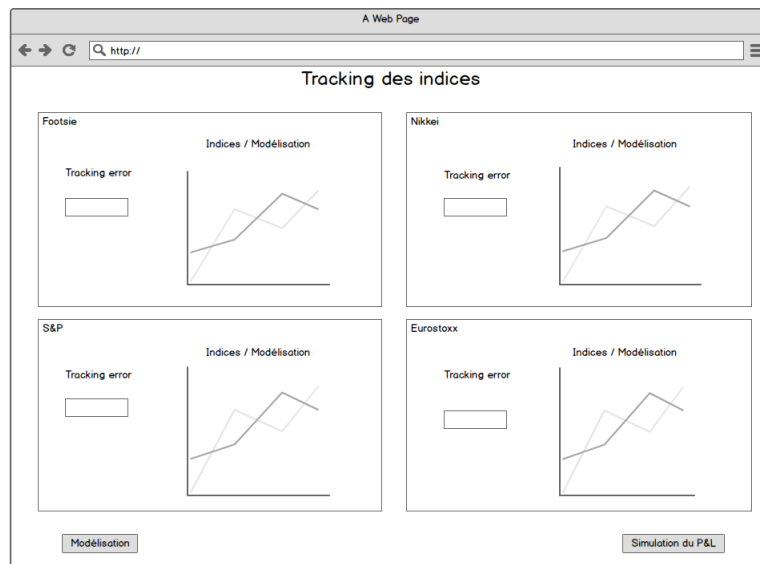 A Web Page
http://
Tracking des indices
Footsie
Indices / Modélisation
Tracking error
Nikkei
Indices / Modélisation
Tracking error
S&P
Indices / Modélisation
Tracking error
Eurostoxx
Indices / Modélisation
Tracking error
Modélisation
Simulation du P&L